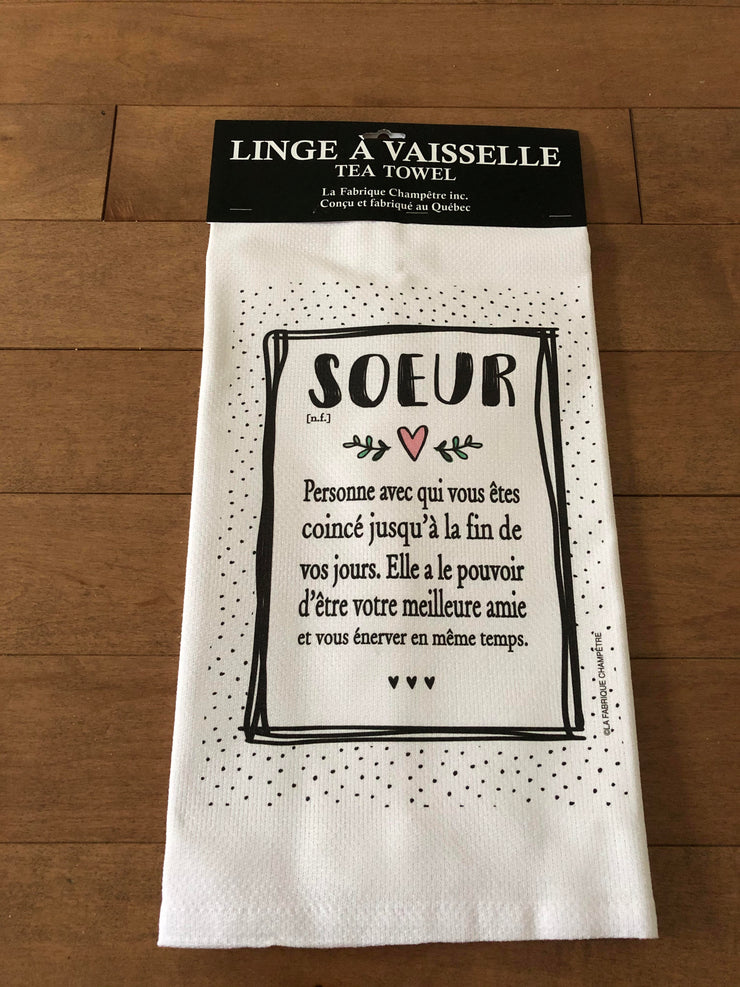 LINGE À VAISSELLE
TEA TOWEL
La Fabrique Champêtre inc.
Conçu et fabriqué au Québec
SOEUR
[n.f.]
Personne avec qui vous êtes
coincé jusqu'à la fin de
vos jours. Elle a le pouvoir
d'être votre meilleure amie
et vous énerver en même temps.
©LA FABRIQUE CHAMPÊTRE